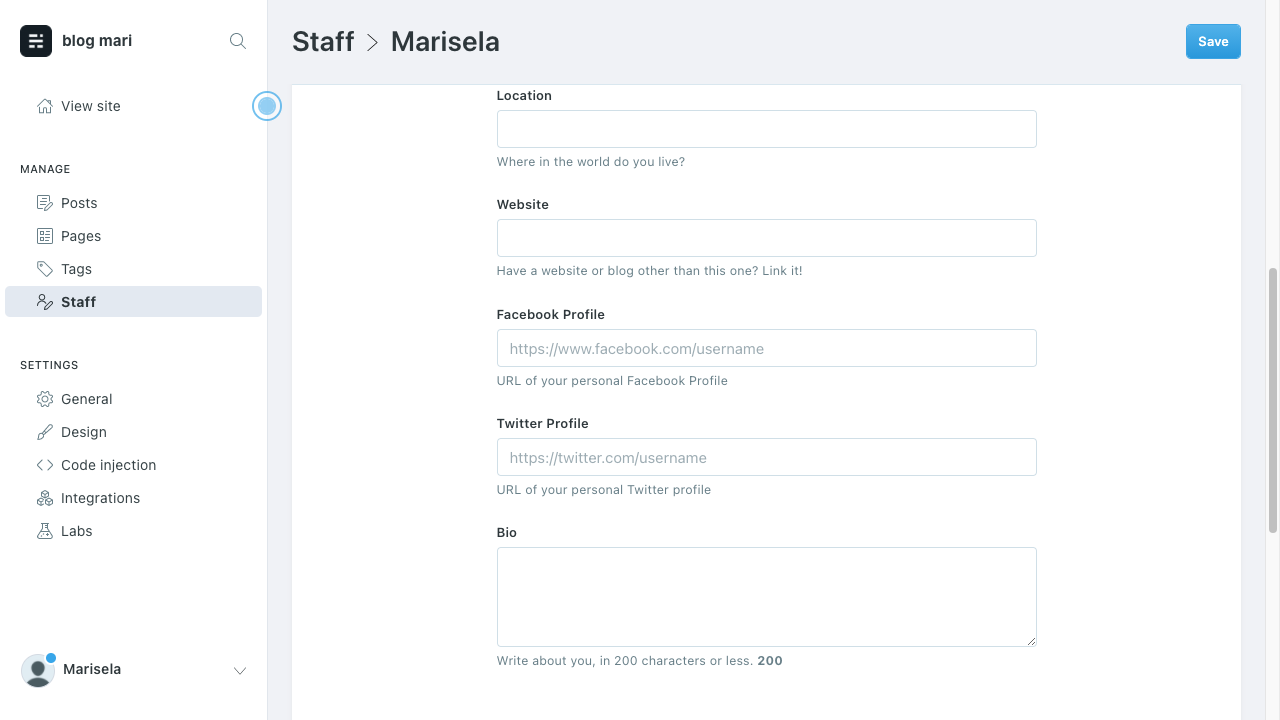 blog mari
Staff > Marisela
Save
View site
MANAGE
Posts
Pages
Tags
Staff
SETTINGS
General
Design
Code injection
Integrations
Labs
Marisela
Location
Where in the world do you live?
Website
Have a website or blog other than this one? Link it!
Facebook Profile
https://www.facebook.com/username
URL of your personal Facebook Profile
Twitter Profile
https://twitter.com/username
URL of your personal Twitter profile
Bio
Write about you, in 200 characters or less. 200